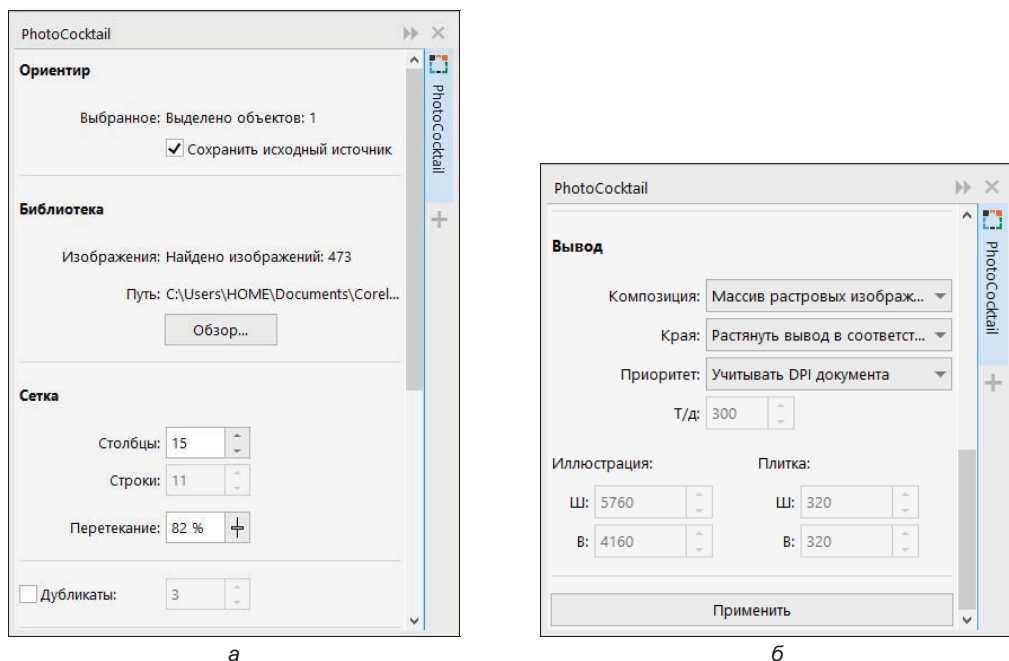 PhotoCocktail
Ориентир
Выбранное: Выделено объектов: 1
Сохранить исходный источник
Библиотека
Изображения: Найдено изображений: 473
Путь: C:\Users\HOME\Documents\Corel...
Обзор...
Сетка
Столбцы: 15
Строки: 11
Перетекание: 82 %
Дубликаты: 3
PhotoCocktail
а
PhotoCocktail
Вывод
Композиция: Массив растровых изображ...
Края: Растянуть вывод в соответст...
Приоритет: Учитывать DPI документа
Т/д: 300
Иллюстрация: Плитка:
Ш: 5760 Ш: 320
В: 4160 В: 320
Применить
PhotoCocktail
б